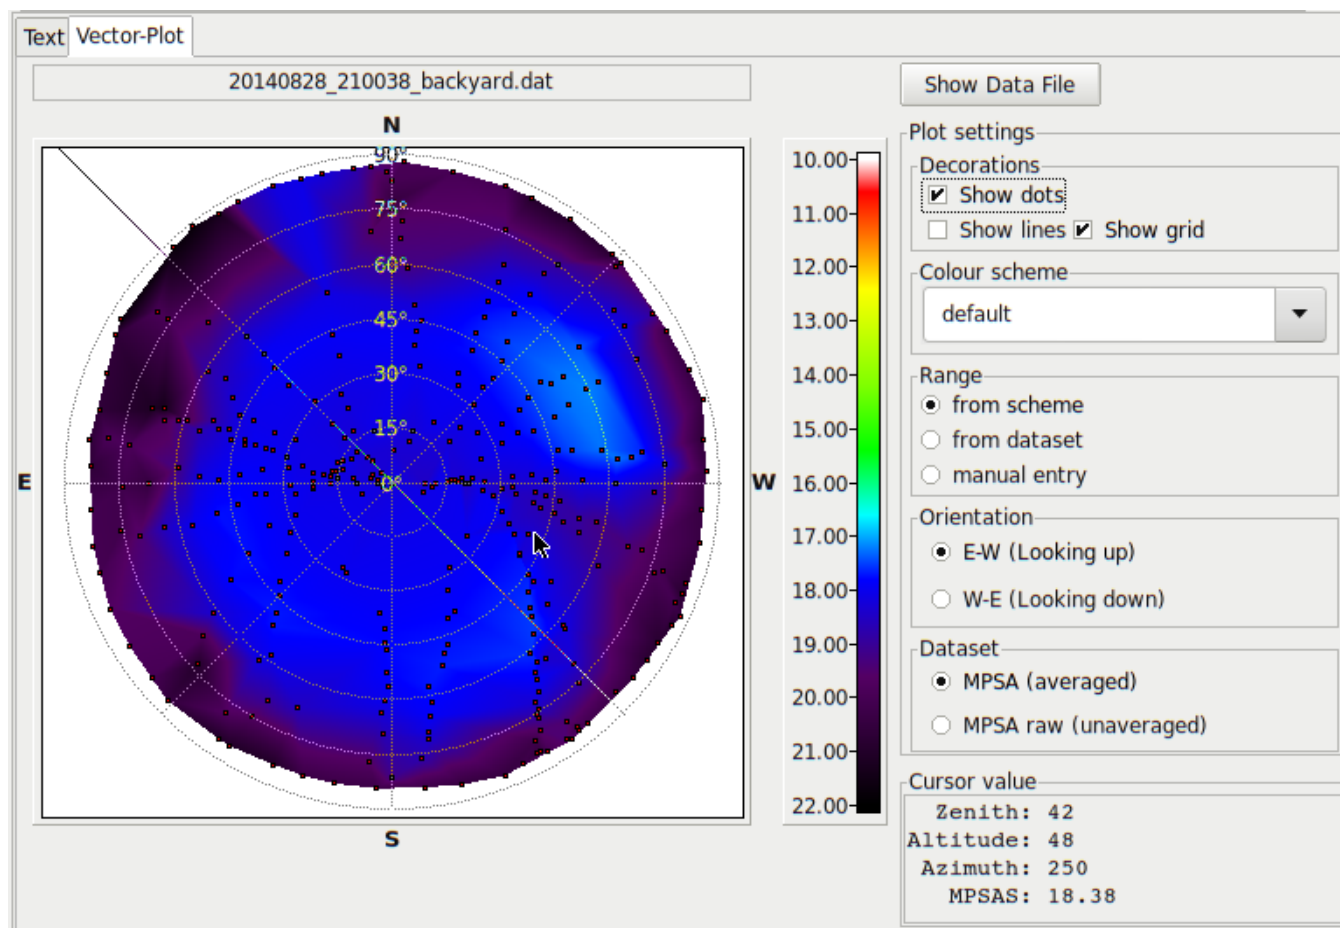 Text Vector-Plot
20140828_210038_backyard.dat
N
90°
75°
60°
45°
30°
15°
0°
E
W
S
10.00
11.00
12.00
13.00
14.00
15.00
16.00
17.00
18.00
19.00
20.00
21.00
22.00
Show Data File
Plot settings
Decorations
Show dots
Show lines Show grid
Colour scheme
default
Range
from scheme
from dataset
manual entry
Orientation
E-W (Looking up)
W-E (Looking down)
Dataset
MPSA (averaged)
MPSA raw (unaveraged)
Cursor value
Zenith: 42
Altitude: 48
Azimuth: 250
MPSAS: 18.38